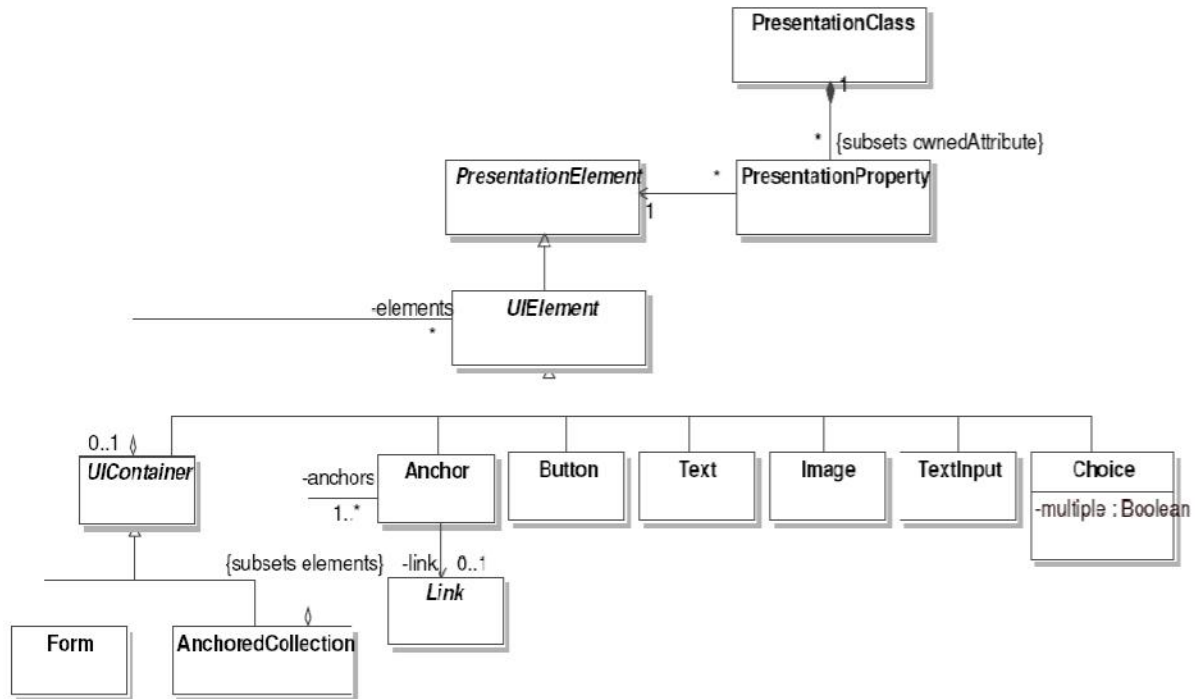 PresentationClass
1
* {subsets ownedAttribute}
PresentationElement
*
PresentationProperty
1
-elements
*
UIElement
0..1
UIContainer
-anchors
1..*
Anchor
Button
Text
Image
TextInput
Choice
-multiple : Boolean
{subsets elements} -link 0..1
Link
Form
AnchoredCollection